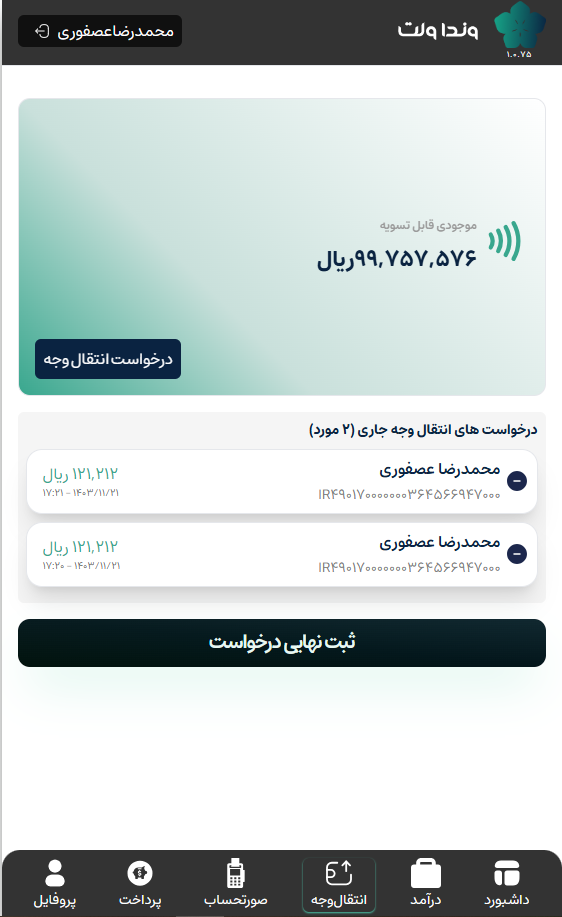 وندا ولت
۱.۰.۷۵
محمدرضاعصفوری
موجودی قابل تسویه
۹۹,۷۵۷,۵۷۶ریال
درخواست انتقال وجه
درخواست های انتقال وجه جاری (۲ مورد)
محمدرضا عصفوری
۱۲۱,۲۱۲ ریال
IR۴۹۰۱۷۰۰۰۰۰۰۰۳۶۴۵۶۶۹۴۷۰۰۰
۱۴۰۳/۱۱/۲۱ - ۱۷:۲۱
محمدرضا عصفوری
۱۲۱,۲۱۲ ریال
IR۴۹۰۱۷۰۰۰۰۰۰۰۳۶۴۵۶۶۹۴۷۰۰۰
۱۴۰۳/۱۱/۲۱ - ۱۷:۲۰
ثبت نهایی درخواست
داشبورد
درآمد
انتقال‌وجه
صورتحساب
پرداخت
پروفایل